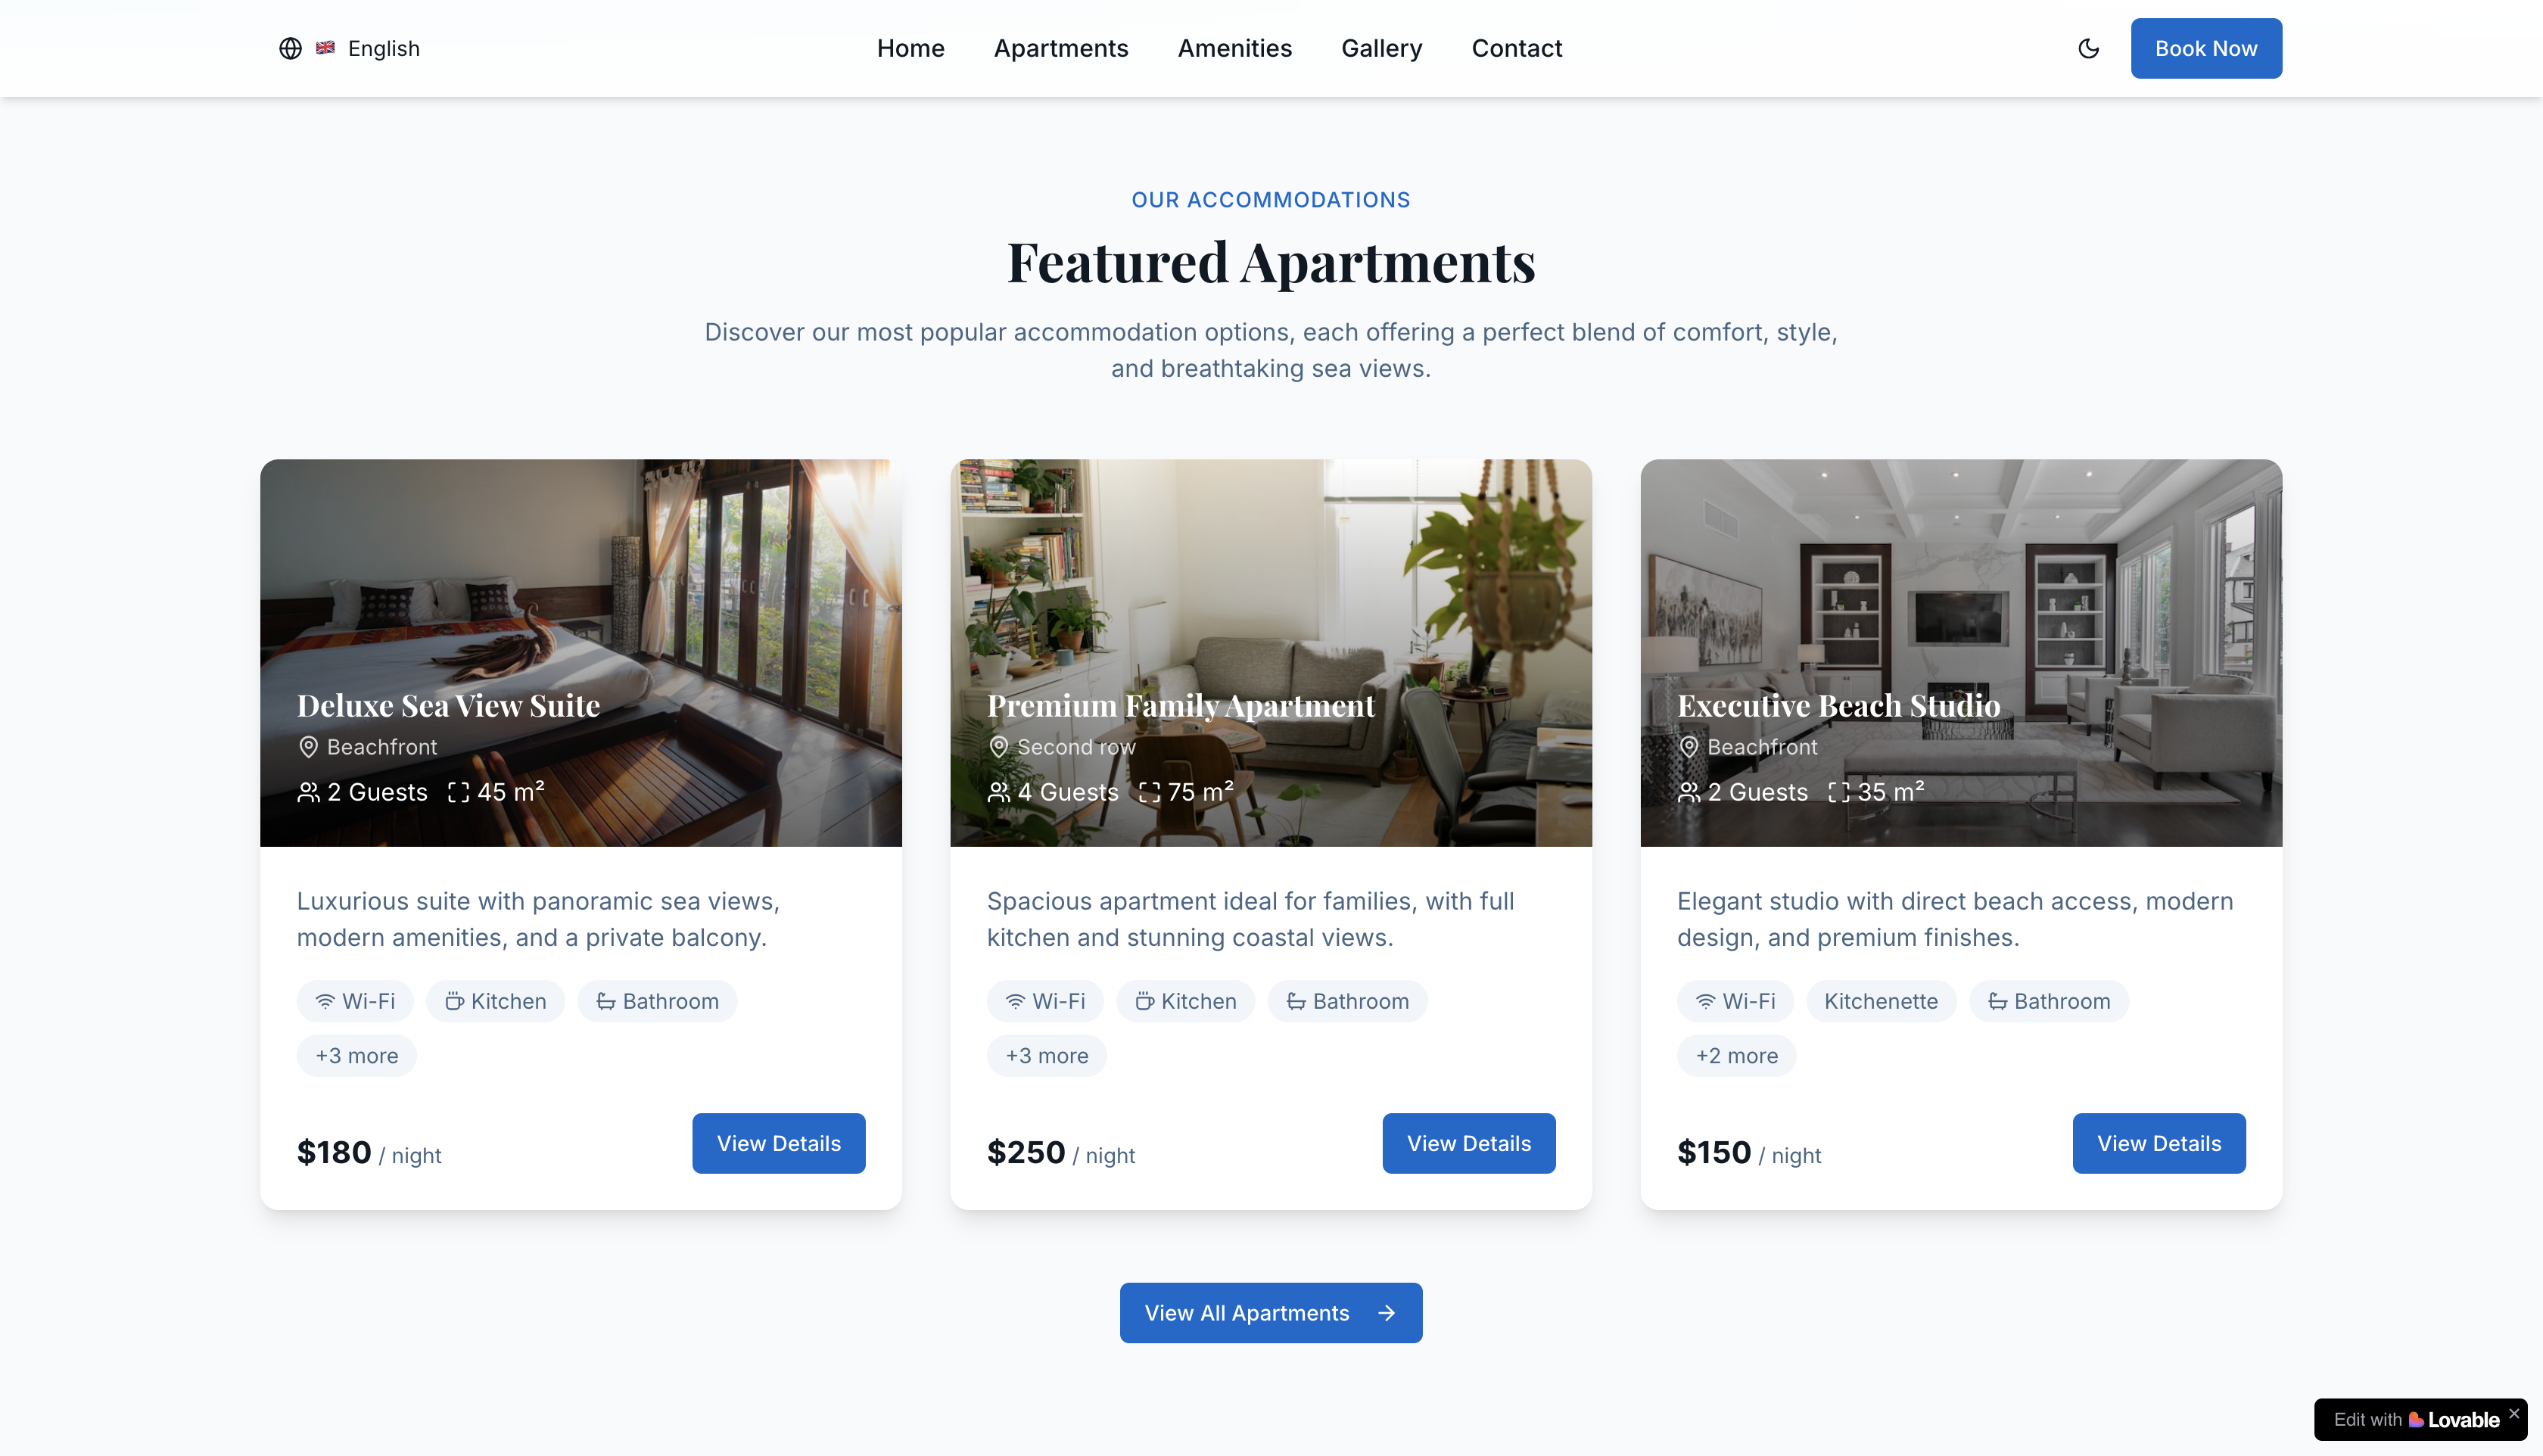 English
Home Apartments Amenities Gallery Contact
Book Now
OUR ACCOMMODATIONS
Featured Apartments
Discover our most popular accommodation options, each offering a perfect blend of comfort, style,
and breathtaking sea views.
Deluxe Sea View Suite
Beachfront
2 Guests 45 m²
Luxurious suite with panoramic sea views,
modern amenities, and a private balcony.
Wi-Fi Kitchen Bathroom
+3 more
$180 / night View Details
Premium Family Apartment
Second row
4 Guests 75 m²
Spacious apartment ideal for families, with full
kitchen and stunning coastal views.
Wi-Fi Kitchen Bathroom
+3 more
$250 / night View Details
Executive Beach Studio
Beachfront
2 Guests 35 m²
Elegant studio with direct beach access, modern
design, and premium finishes.
Wi-Fi Kitchenette Bathroom
+2 more
$150 / night View Details
View All Apartments
Edit with Lovable